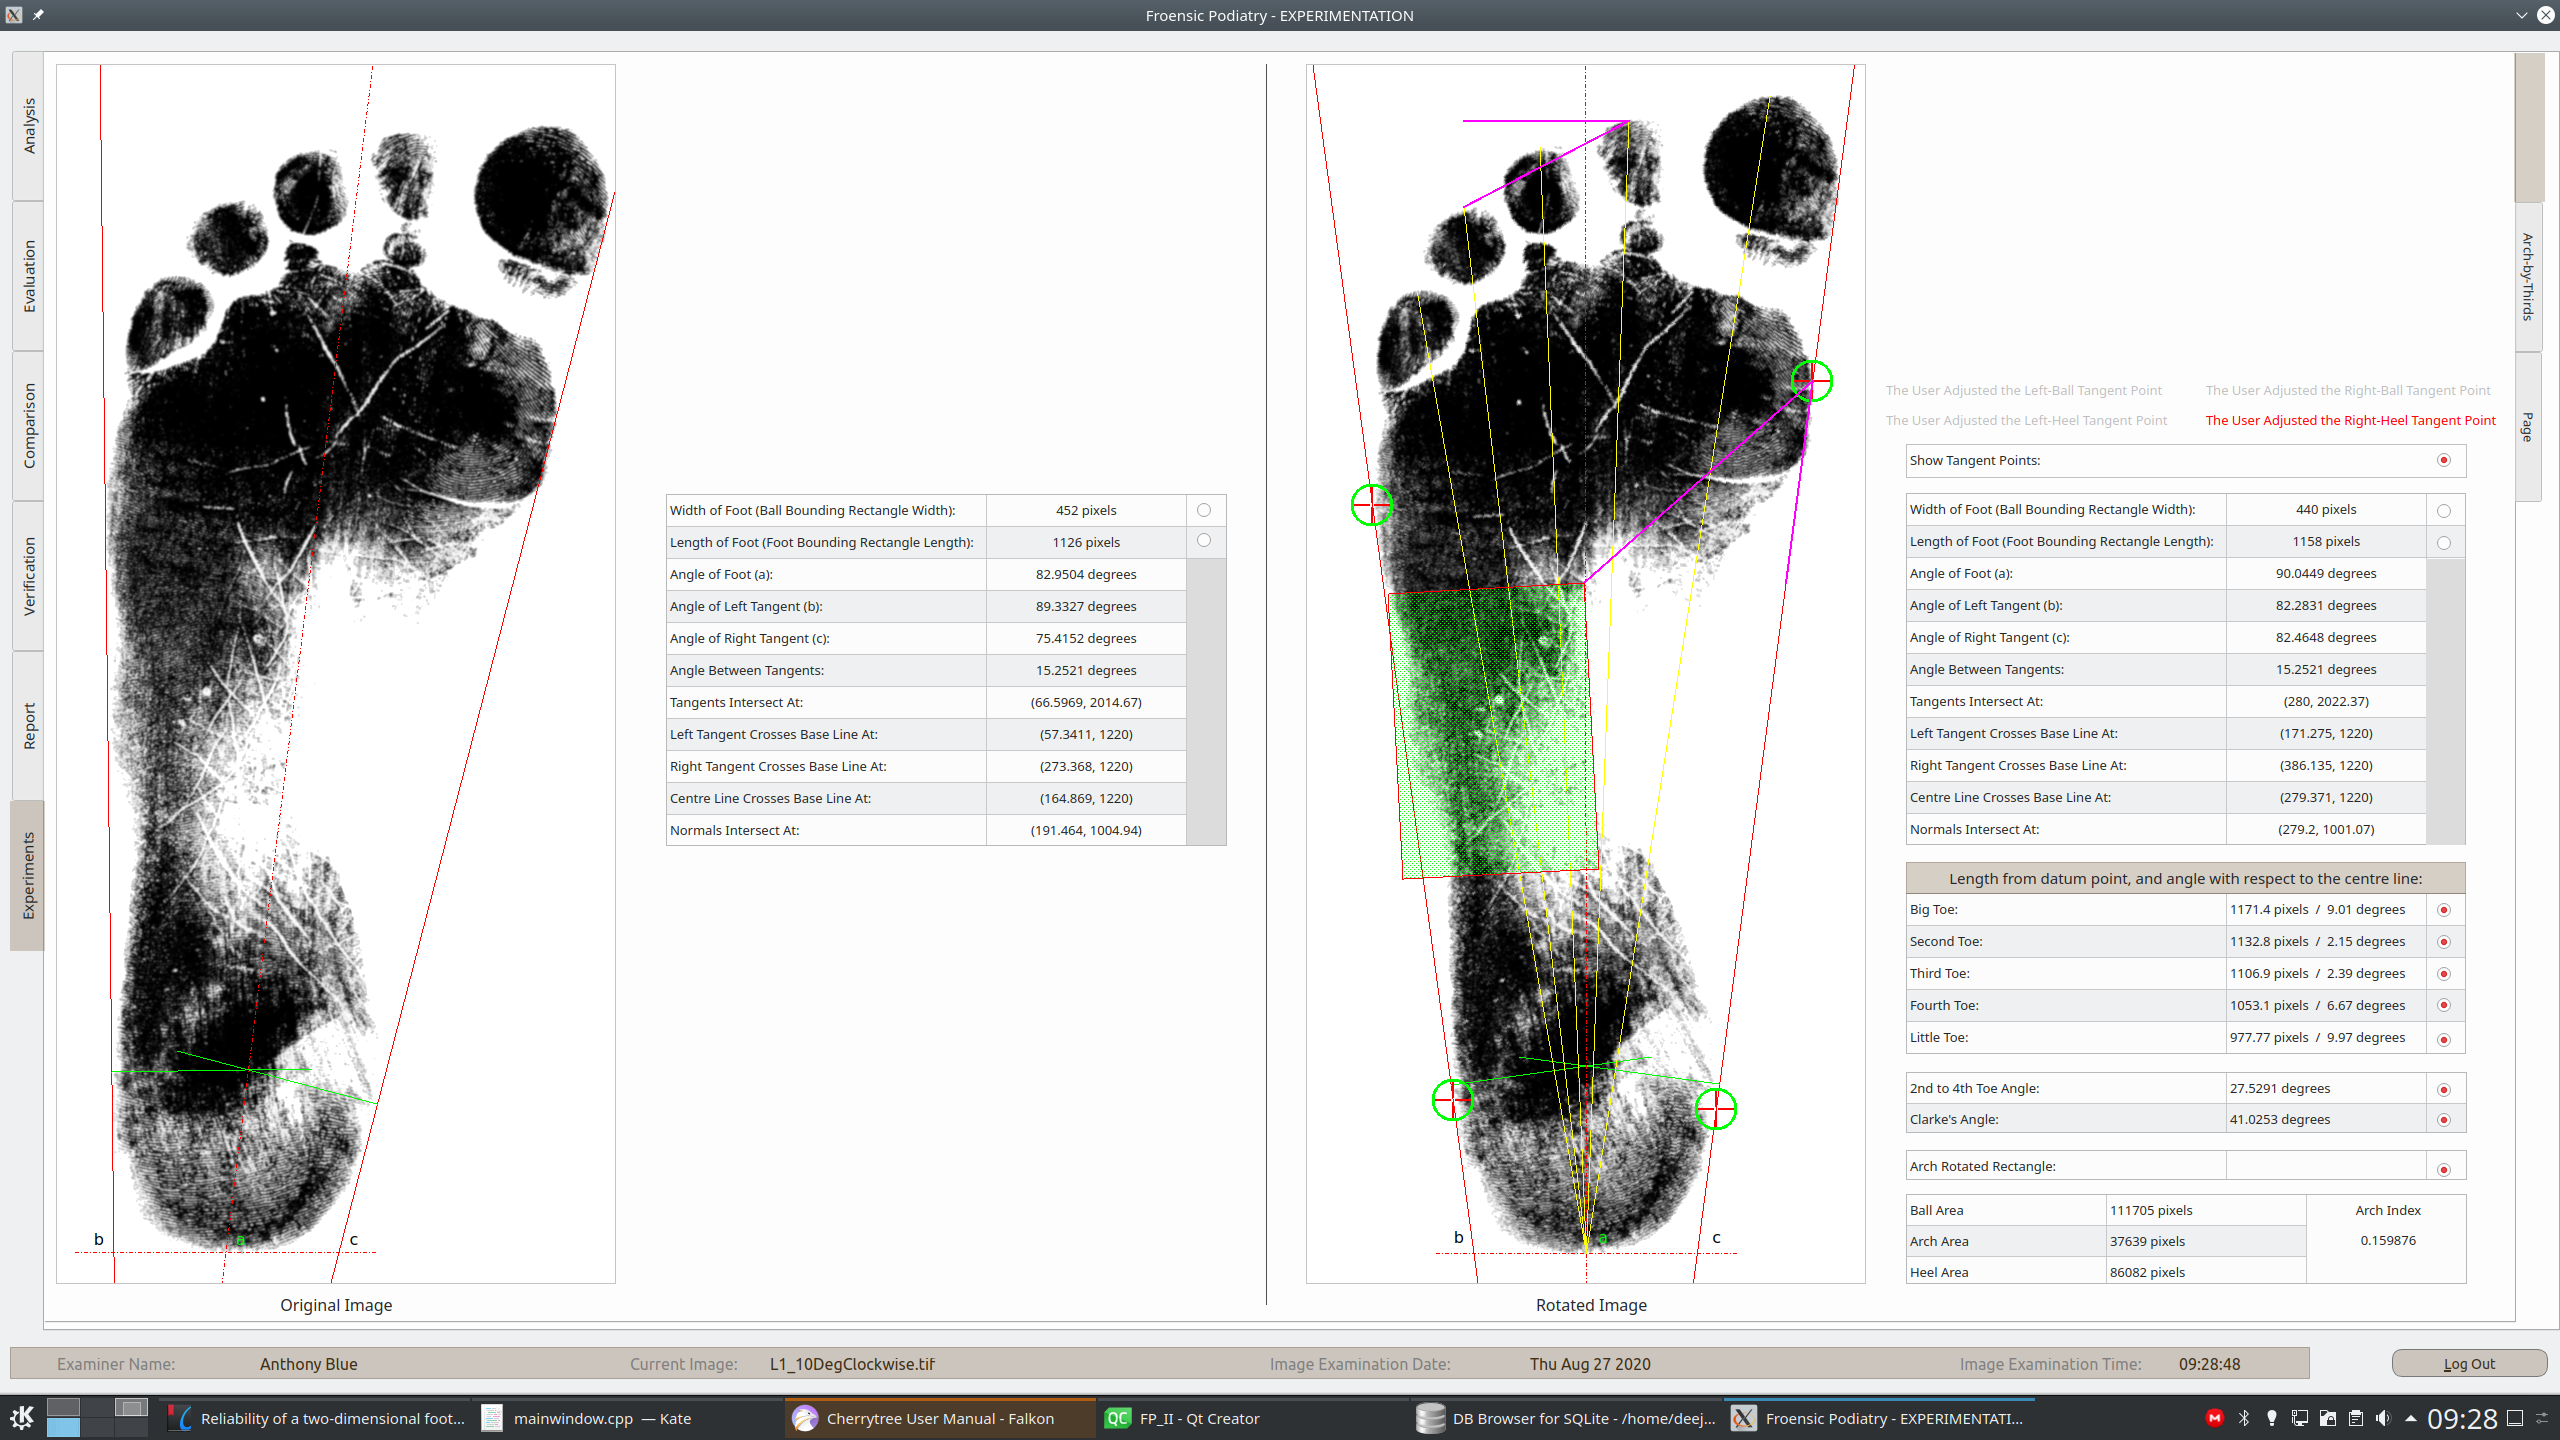 Froensic Podiatry - EXPERIMENTATION
Analysis
Evaluation
Comparison
Verification
Report
Experiments
b
a
c
Original Image
Width of Foot (Ball Bounding Rectangle Width): 452 pixels
Length of Foot (Foot Bounding Rectangle Length): 1126 pixels
Angle of Foot (a): 82.9504 degrees
Angle of Left Tangent (b): 89.3327 degrees
Angle of Right Tangent (c): 75.4152 degrees
Angle Between Tangents: 15.2521 degrees
Tangents Intersect At: (66.5969, 2014.67)
Left Tangent Crosses Base Line At: (57.3411, 1220)
Right Tangent Crosses Base Line At: (273.368, 1220)
Centre Line Crosses Base Line At: (164.869, 1220)
Normals Intersect At: (191.464, 1004.94)
b
a
c
Rotated Image
The User Adjusted the Left-Ball Tangent Point The User Adjusted the Right-Ball Tangent Point
The User Adjusted the Left-Heel Tangent Point The User Adjusted the Right-Heel Tangent Point
Show Tangent Points:
Width of Foot (Ball Bounding Rectangle Width): 440 pixels
Length of Foot (Foot Bounding Rectangle Length): 1158 pixels
Angle of Foot (a): 90.0449 degrees
Angle of Left Tangent (b): 82.2831 degrees
Angle of Right Tangent (c): 82.4648 degrees
Angle Between Tangents: 15.2521 degrees
Tangents Intersect At: (280, 2022.37)
Left Tangent Crosses Base Line At: (171.275, 1220)
Right Tangent Crosses Base Line At: (386.135, 1220)
Centre Line Crosses Base Line At: (279.371, 1220)
Normals Intersect At: (279.2, 1001.07)
Length from datum point, and angle with respect to the centre line:
Big Toe: 1171.4 pixels / 9.01 degrees
Second Toe: 1132.8 pixels / 2.15 degrees
Third Toe: 1106.9 pixels / 2.39 degrees
Fourth Toe: 1053.1 pixels / 6.67 degrees
Little Toe: 977.77 pixels / 9.97 degrees
2nd to 4th Toe Angle: 27.5291 degrees
Clarke's Angle: 41.0253 degrees
Arch Rotated Rectangle:
Ball Area 111705 pixels Arch Index
Arch Area 37639 pixels 0.159876
Heel Area 86082 pixels
Arch-by-Thirds
Page
Examiner Name: Anthony Blue Current Image: L1_10DegClockwise.tif Image Examination Date: Thu Aug 27 2020 Image Examination Time: 09:28:48 Log Out
Reliability of a two-dimensional foot... mainwindow.cpp — Kate Cherrytree User Manual - Falkon QC FP_II - Qt Creator DB Browser for SQLite - /home/deej... Froensic Podiatry - EXPERIMENTATI... 09:28